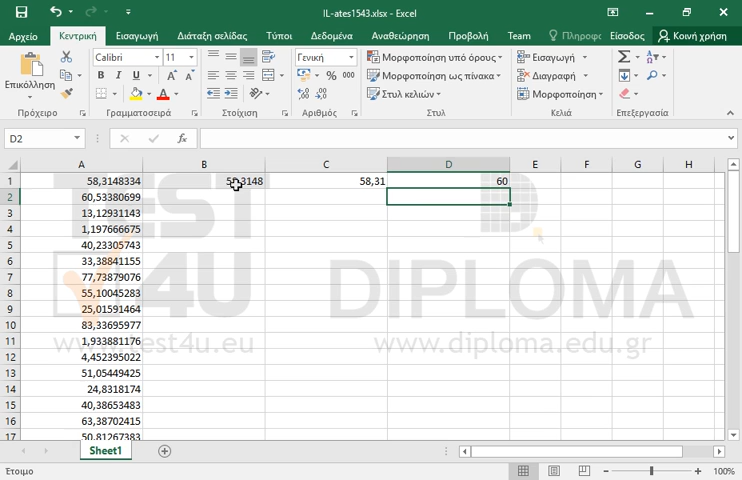 IL-ates1543.xlsx - Excel
Αρχείο Κεντρική Εισαγωγή Διάταξη σελίδας Τύποι Δεδομένα Αναθεώρηση Προβολή Team Πληροφο Είσοδος Κοινή χρήση
Επικόλληση
Calibri 11
Γενική
Μορφοποίηση υπό όρους
Μορφοποίηση ως πίνακα
Στυλ κελιών
Εισαγωγή
Διαγραφή
Μορφοποίηση
Πρόχειρο Γραμματοσειρά Στοίχιση Αριθμός Στυλ Κελιά Επεξεργασία
D2
A B C D E F G H
1 58,3148334 58,3148 58,31 60
2 60,53380699
3 13,12931143
4 1,197666675
5 40,23305743
6 33,38841155
7 77,73879076
8 55,10045283
9 25,01591464
10 83,33695977
11 1,933881176
12 4,452395022
13 51,05449425
14 24,8318174
15 40,38653483
16 63,38702415
17 50,81267383
TEST
4U
www.test4u.eu
D.
DIPLOMA
www.diploma.edu.gr
Sheet1
Έτοιμο
100%